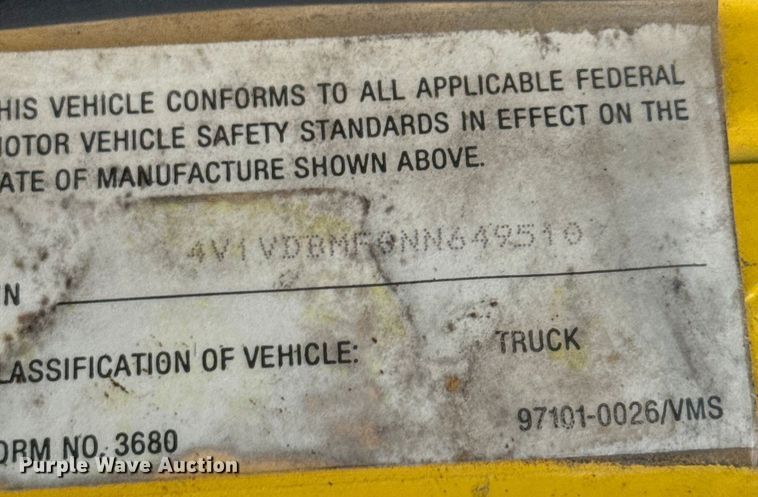 HIS VEHICLE CONFORMS TO ALL APPLICABLE FEDERAL
OTOR VEHICLE SAFETY STANDARDS IN EFFECT ON THE
ATE OF MANUFACTURE SHOWN ABOVE.
4V1VDBMF0NN649510
N
LASSIFICATION OF VEHICLE: TRUCK
97101-0026/VMS
ORM NO. 3680
Purple Wave Auction